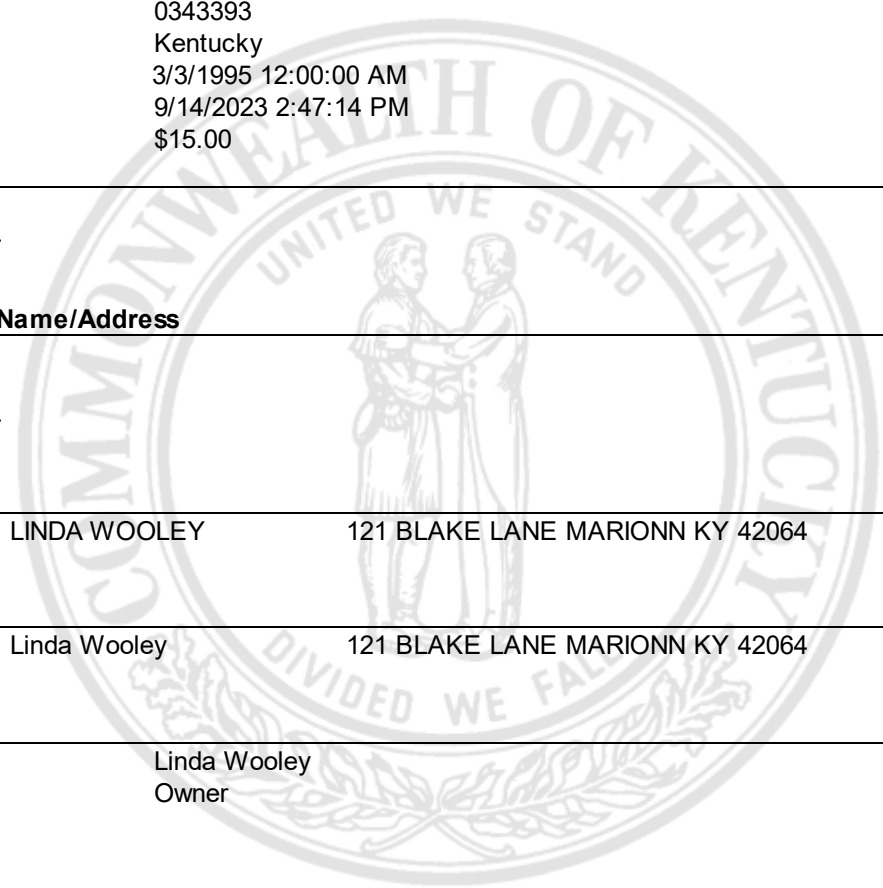 0343393
Kentucky
3/3/1995 12:00:00 AM
9/14/2023 2:47:14 PM
$15.00
Name/Address
LINDA WOOLEY 121 BLAKE LANE MARIONN KY 42064
Linda Wooley 121 BLAKE LANE MARIONN KY 42064
Linda Wooley
Owner
COMMONWEALTH OF KENTUCKY
UNITED WE STAND
DIVIDED WE FALL